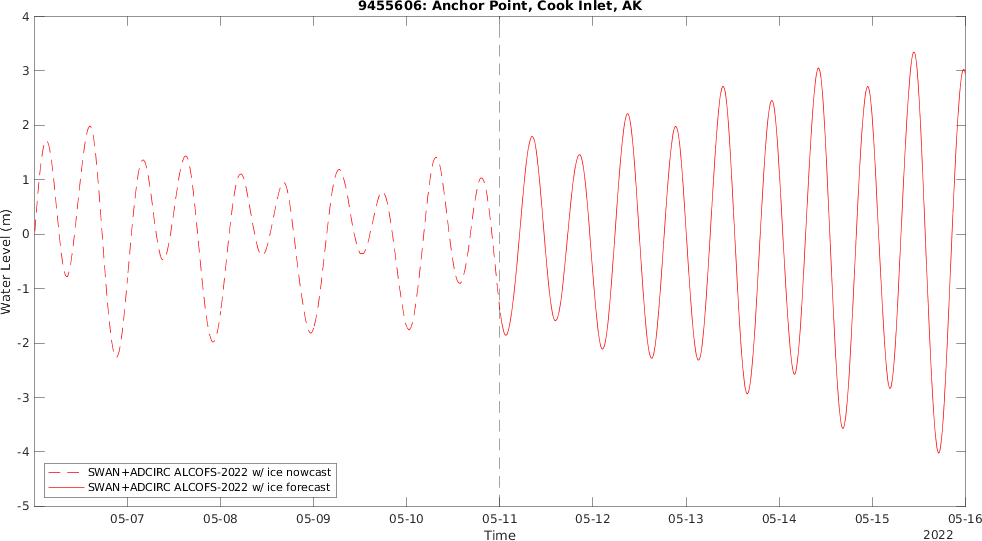 9455606: Anchor Point, Cook Inlet, AK
4
3
2
1
0
-1
-2
-3
-4
-5
Water Level (m)
SWAN+ADCIRC ALCOFS-2022 w/ ice nowcast
SWAN+ADCIRC ALCOFS-2022 w/ ice forecast
05-07 05-08 05-09 05-10 05-11 05-12 05-13 05-14 05-15 05-16
Time
2022